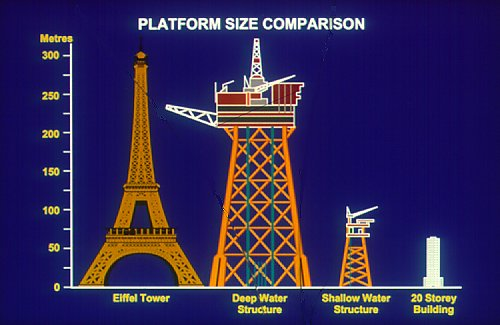 PLATFORM SIZE COMPARISON
Metres
300
250
200
150
100
50
0
Eiffel Tower
Deep Water
Structure
Shallow Water
Structure
20 Storey
Building